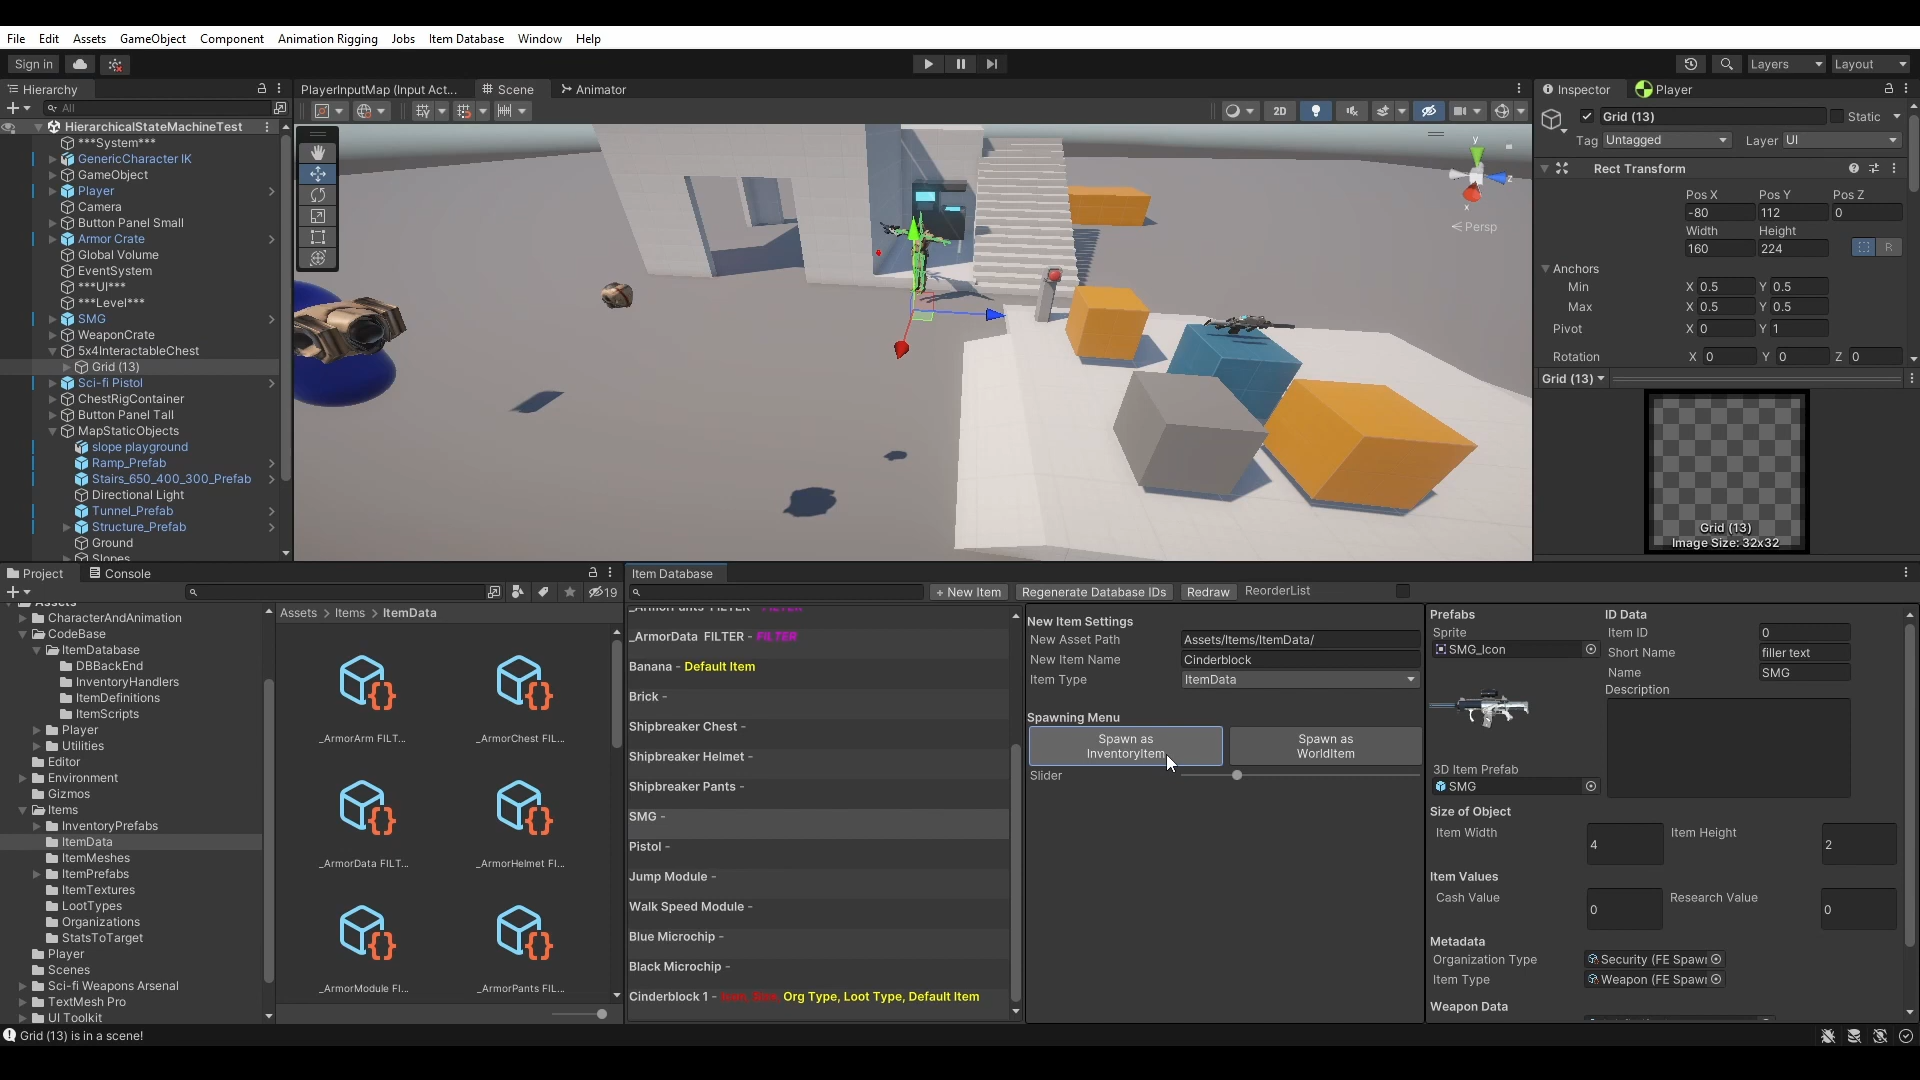 File Edit Assets GameObject Component Animation Rigging Jobs Item Database Window Help
Sign in
Layers
Layout
Hierarchy
All
HierarchicalStateMachineTest
***System***
GenericCharacter IK
GameObject
Player
Camera
Button Panel Small
Armor Crate
Global Volume
EventSystem
***UI***
***Level***
SMG
WeaponCrate
5x4InteractableChest
Grid (13)
Sci-fi Pistol
ChestRigContainer
Button Panel Tall
MapStaticObjects
slope playground
Ramp_Prefab
Stairs_650_400_300_Prefab
Directional Light
Tunnel_Prefab
Structure_Prefab
Ground
Slopes
PlayerInputMap (Input Act...
Scene
Animator
2D
y
z
x
Persp
Inspector
Player
Grid (13)
Static
Tag Untagged
Layer UI
Rect Transform
Pos X Pos Y Pos Z
-80 112 0
Width Height
160 224
R
Anchors
Min X 0.5 Y 0.5
Max X 0.5 Y 0.5
Pivot X 0 Y 1
Rotation X 0 Y 0 Z 0
Grid (13)
Grid (13)
Image Size: 32x32
Project
Console
19
Assets
CharacterAndAnimation
CodeBase
ItemDatabase
DBBackEnd
InventoryHandlers
ItemDefinitions
ItemScripts
Player
Utilities
Editor
Environment
Gizmos
Items
InventoryPrefabs
ItemData
ItemMeshes
ItemPrefabs
ItemTextures
LootTypes
Organizations
StatsToTarget
Player
Scenes
Sci-fi Weapons Arsenal
TextMesh Pro
UI Toolkit
Assets > Items > ItemData
_ArmorArm FILT...
_ArmorChest FIL...
_ArmorData FILT...
_ArmorHelmet FI...
_ArmorModule FI...
_ArmorPants FIL...
Item Database
+ New Item
Regenerate Database IDs
Redraw
ReorderList
_ArmorPants FILTER - FILTER
_ArmorData FILTER - FILTER
Banana - Default Item
Brick -
Shipbreaker Chest -
Shipbreaker Helmet -
Shipbreaker Pants -
SMG -
Pistol -
Jump Module -
Walk Speed Module -
Blue Microchip -
Black Microchip -
Cinderblock 1 - Org Type, Loot Type, Default Item
New Item Settings
New Asset Path Assets/Items/ItemData/
New Item Name Cinderblock
Item Type ItemData
Spawning Menu
Spawn as
InventoryItem
Spawn as
WorldItem
Slider
Prefabs
Sprite
SMG_Icon
3D Item Prefab
SMG
ID Data
Item ID 0
Short Name filler text
Name SMG
Description
Size of Object
Item Width 4 Item Height 2
Item Values
Cash Value 0 Research Value 0
Metadata
Organization Type Security (FE Spawn
Item Type Weapon (FE Spawn
Weapon Data
Grid (13) is in a scene!